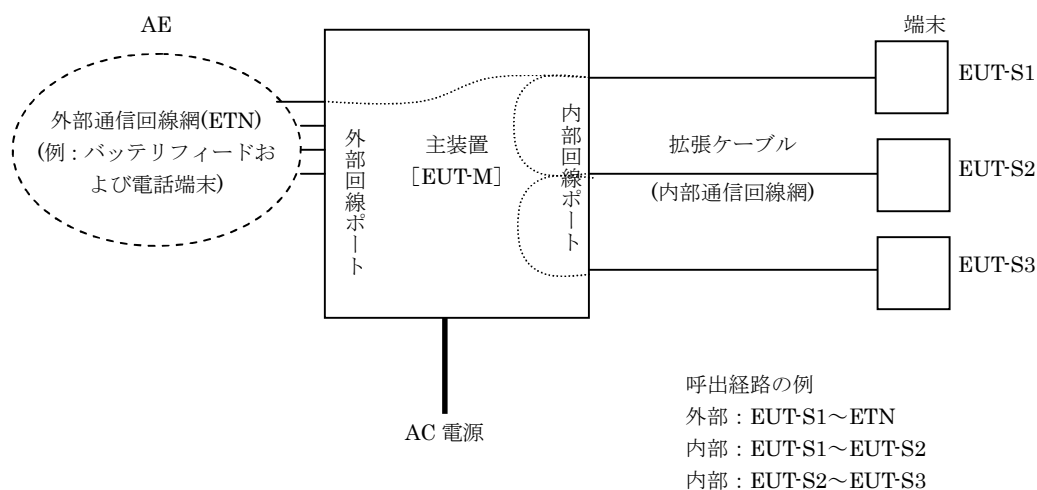 AE
外部通信回線網(ETN)
(例：バッテリフィードお
よび電話端末)
外部回線ポート
主装置
[EUT-M]
内部回線ポート
拡張ケーブル
(内部通信回線網)
端末
EUT-S1
EUT-S2
EUT-S3
AC 電源
呼出経路の例
外部：EUT-S1～ETN
内部：EUT-S1～EUT-S2
内部：EUT-S2～EUT-S3